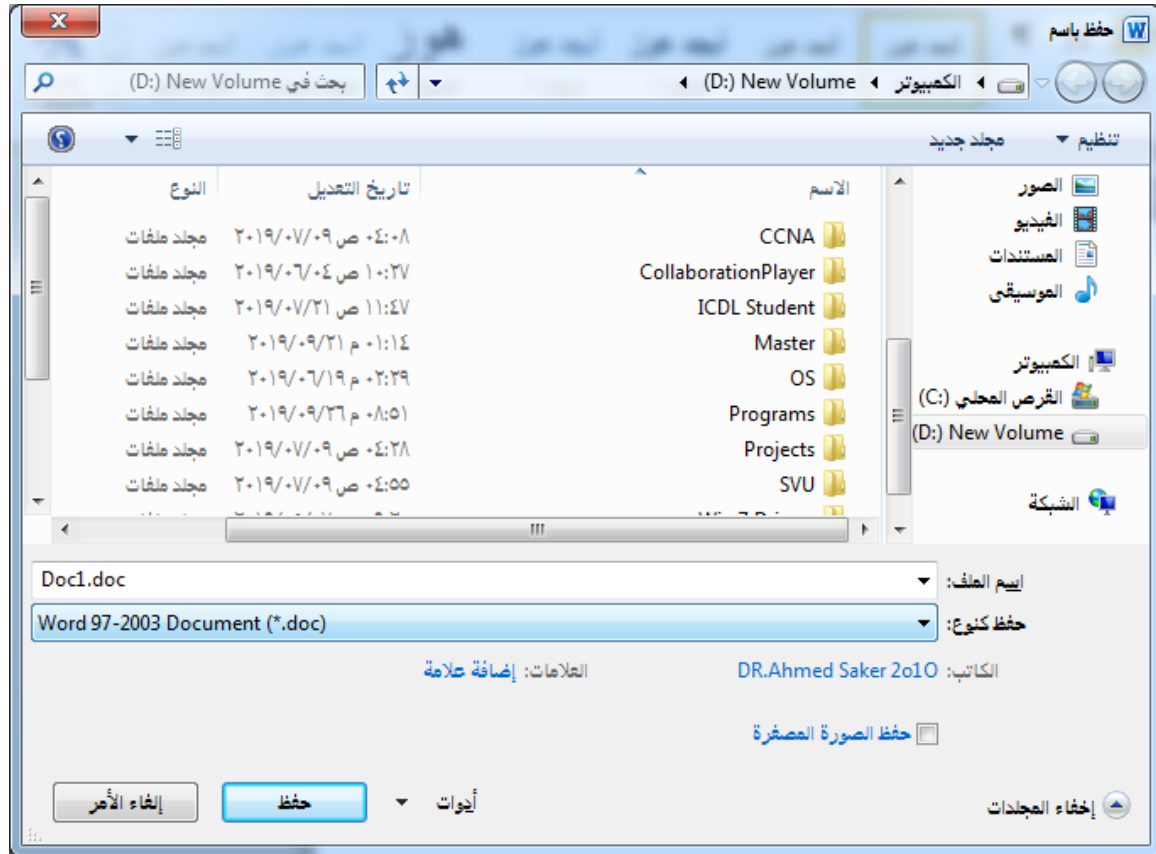 حفظ باسم
الكمبيوتر (D:) New Volume
بحث في (D:) New Volume
تنظيم مجلد جديد
الصور
الفيديو
المستندات
الموسيقى
الكمبيوتر
القرص المحلي (C:)
(D:) New Volume
الشبكة
الاسم تاريخ التعديل النوع
CCNA ٠٤:٠٨ ص ٢٠١٩/٠٧/٠٩ مجلد ملفات
CollaborationPlayer ١٠:٢٧ ص ٢٠١٩/٠٦/٠٤ مجلد ملفات
ICDL Student ١١:٤٧ ص ٢٠١٩/٠٧/٢١ مجلد ملفات
Master ٠١:١٤ م ٢٠١٩/٠٩/٢١ مجلد ملفات
OS ٠٢:٢٩ م ٢٠١٩/٠٦/١٩ مجلد ملفات
Programs ٠٨:٥١ م ٢٠١٩/٠٩/٢٦ مجلد ملفات
Projects ٠٤:٢٨ ص ٢٠١٩/٠٧/٠٩ مجلد ملفات
SVU ٠٤:٥٥ ص ٢٠١٩/٠٧/٠٩ مجلد ملفات
اسم الملف: Doc1.doc
حفظ كنوع: Word 97-2003 Document (*.doc)
الكاتب: DR.Ahmed Saker 2o1O العلامات: إضافة علامة
حفظ الصورة المصغرة
إخفاء المجلدات أدوات حفظ إلغاء الأمر